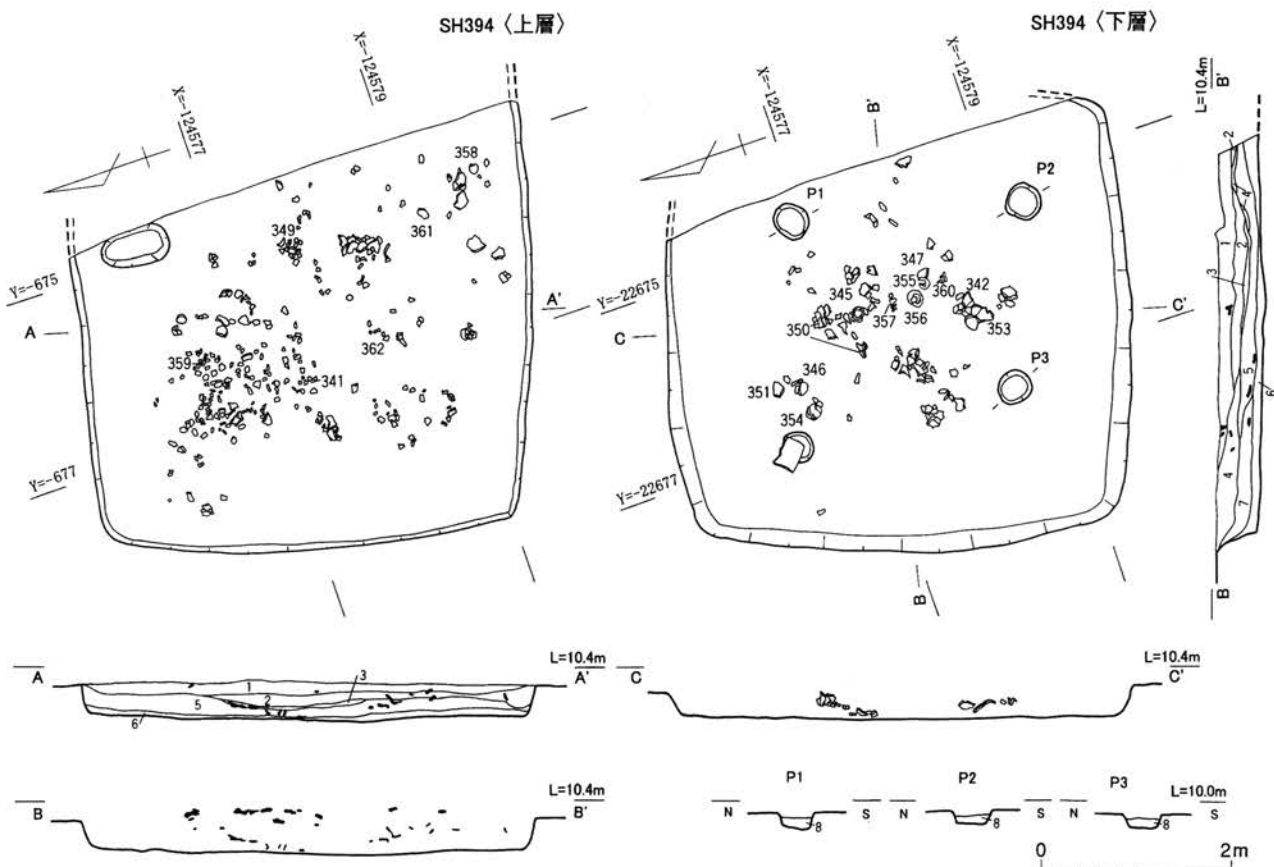 SH394〈上層〉
X=-124579
X=-124577
358
349
361
Y=-675
A
A'
362
359
341
Y=-677
SH394〈下層〉
X=-124579
X=-124577
B'
P1
P2
347
355
360
342
345
357
356
353
350
Y=-22675
C
C'
346
351
354
P3
Y=-22677
B
L=10.4m
B'
2
4
1
2
3
5
6
4
7
B
A
L=10.4m
A'
1
3
2
5
6
C
L=10.4m
C'
B
L=10.4m
B'
P1
P2
P3
L=10.0m
N
S
N
S
N
S
8
8
8
0
2m